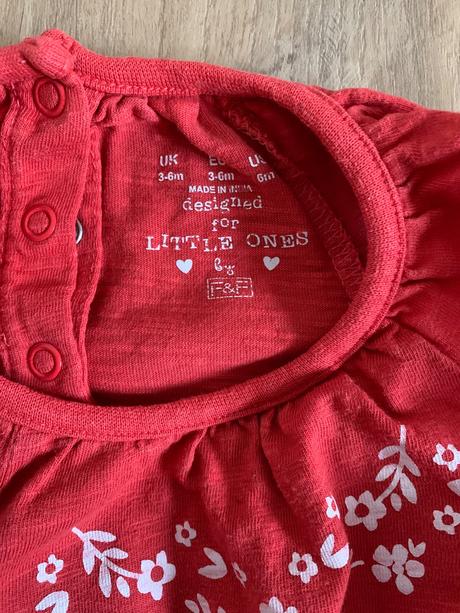 UK EU US
3-6m 3-6m 6m
MADE IN INDIA
designed
for
LITTLE ONES
by
F&F